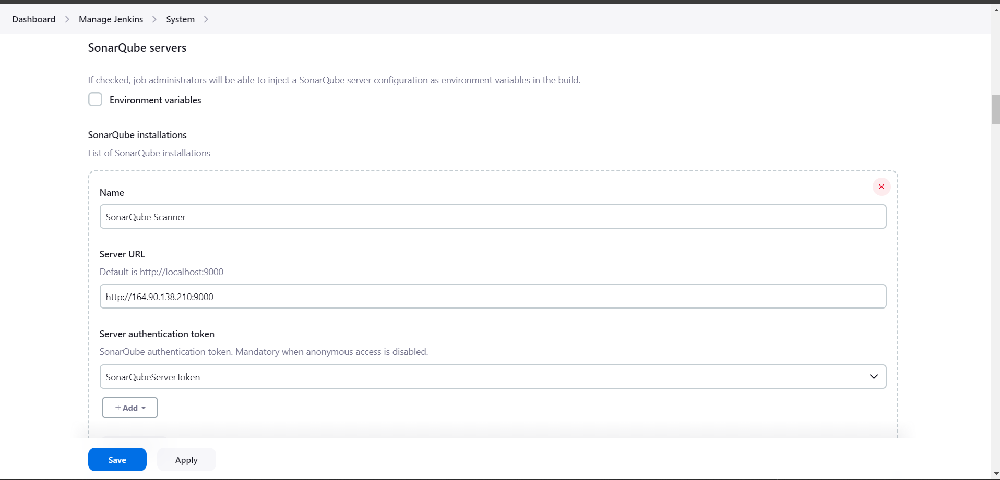 Dashboard > Manage Jenkins > System >
SonarQube servers
If checked, job administrators will be able to inject a SonarQube server configuration as environment variables in the build.
Environment variables
SonarQube installations
List of SonarQube installations
Name
SonarQube Scanner
Server URL
Default is http://localhost:9000
http://164.90.138.210:9000
Server authentication token
SonarQube authentication token. Mandatory when anonymous access is disabled.
SonarQubeServerToken
+ Add
Save Apply